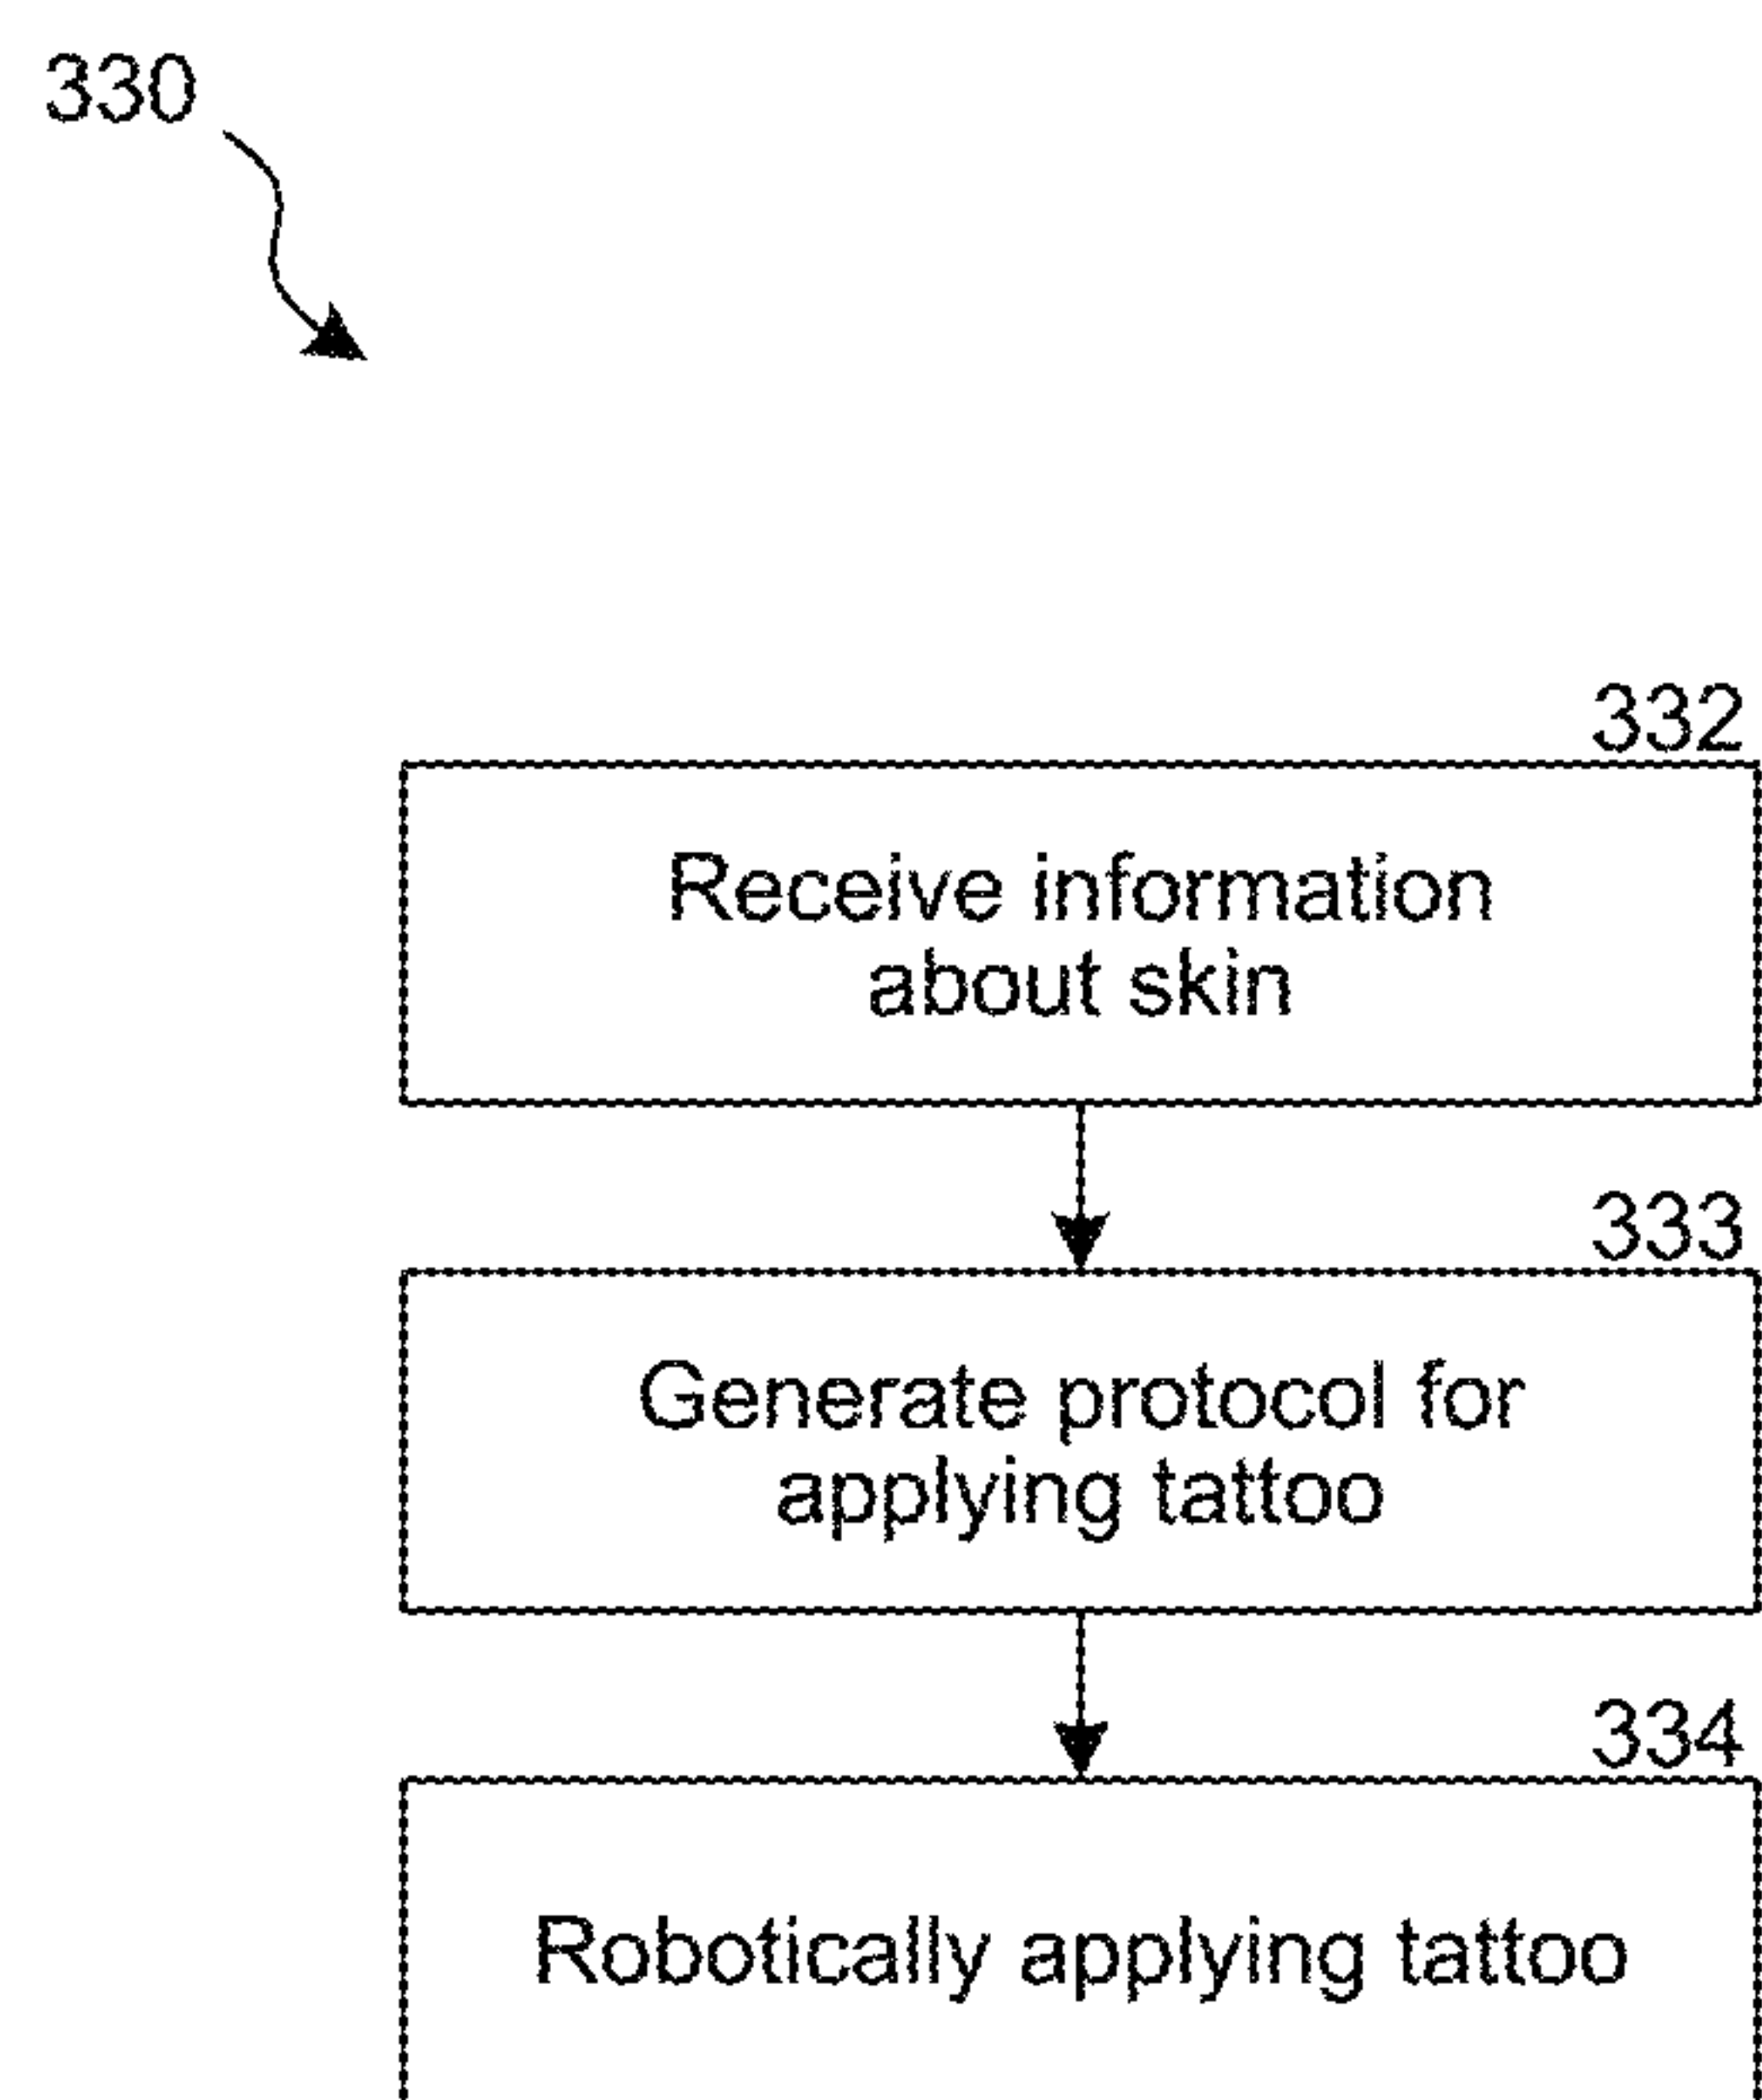 330
332
Receive information
about skin
333
Generate protocol for
applying tattoo
334
Robotically applying tattoo